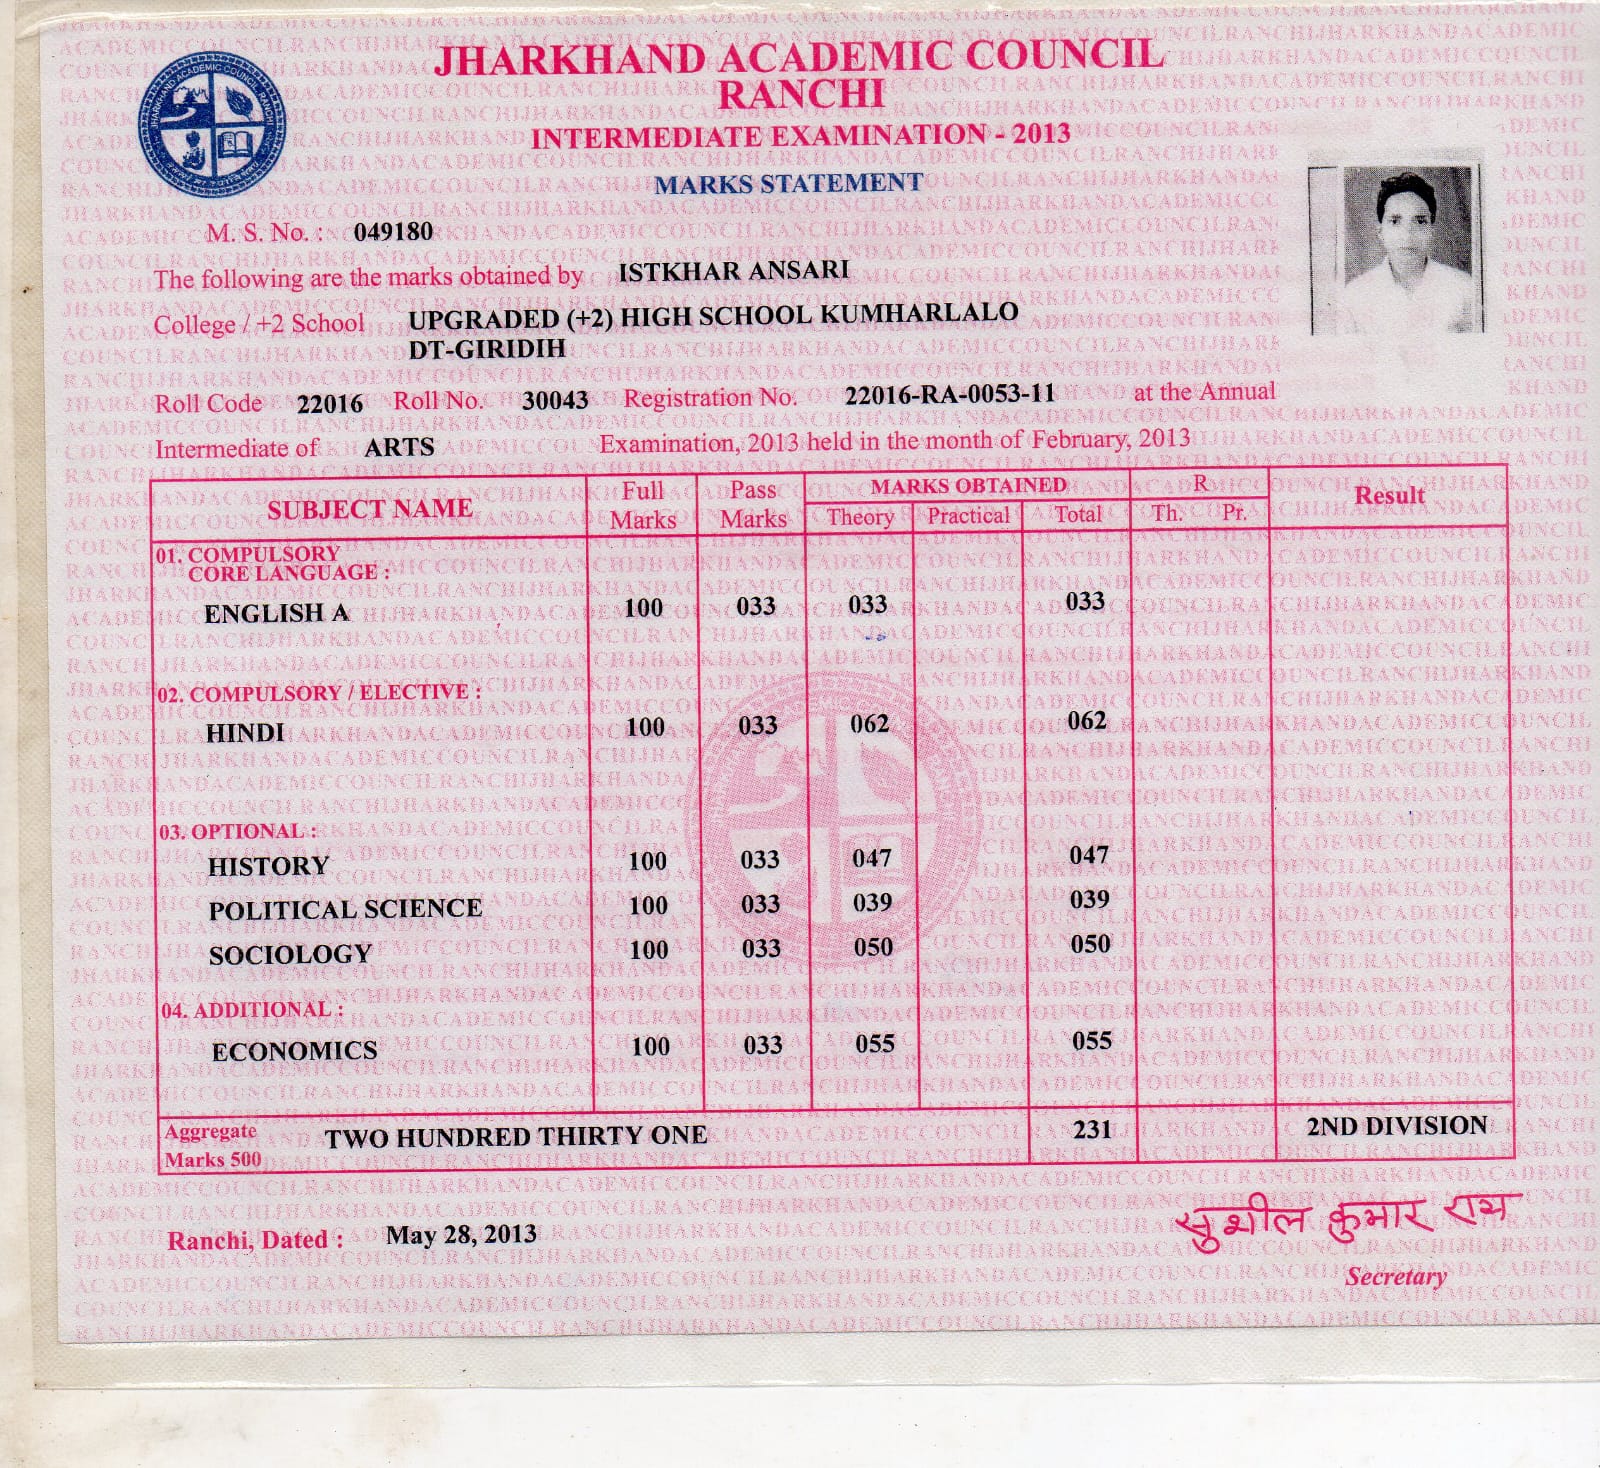 JHARKHAND ACADEMIC COUNCIL
RANCHI
INTERMEDIATE EXAMINATION - 2013
MARKS STATEMENT
M. S. No. : 049180
The following are the marks obtained by ISTKHAR ANSARI
College / +2 School UPGRADED (+2) HIGH SCHOOL KUMHARLALO
DT-GIRIDIH
Roll Code 22016 Roll No. 30043 Registration No. 22016-RA-0053-11 at the Annual
Intermediate of ARTS Examination, 2013 held in the month of February, 2013
SUBJECT NAME Full Marks Pass Marks MARKS OBTAINED R Result
Theory Practical Total Th. Pr.
01. COMPULSORY
CORE LANGUAGE :
ENGLISH A 100 033 033 033
02. COMPULSORY / ELECTIVE :
HINDI 100 033 062 062
03. OPTIONAL :
HISTORY 100 033 047 047
POLITICAL SCIENCE 100 033 039 039
SOCIOLOGY 100 033 050 050
04. ADDITIONAL :
ECONOMICS 100 033 055 055
Aggregate
Marks 500 TWO HUNDRED THIRTY ONE 231 2ND DIVISION
सुशील कुमार राय
Ranchi, Dated : May 28, 2013
Secretary